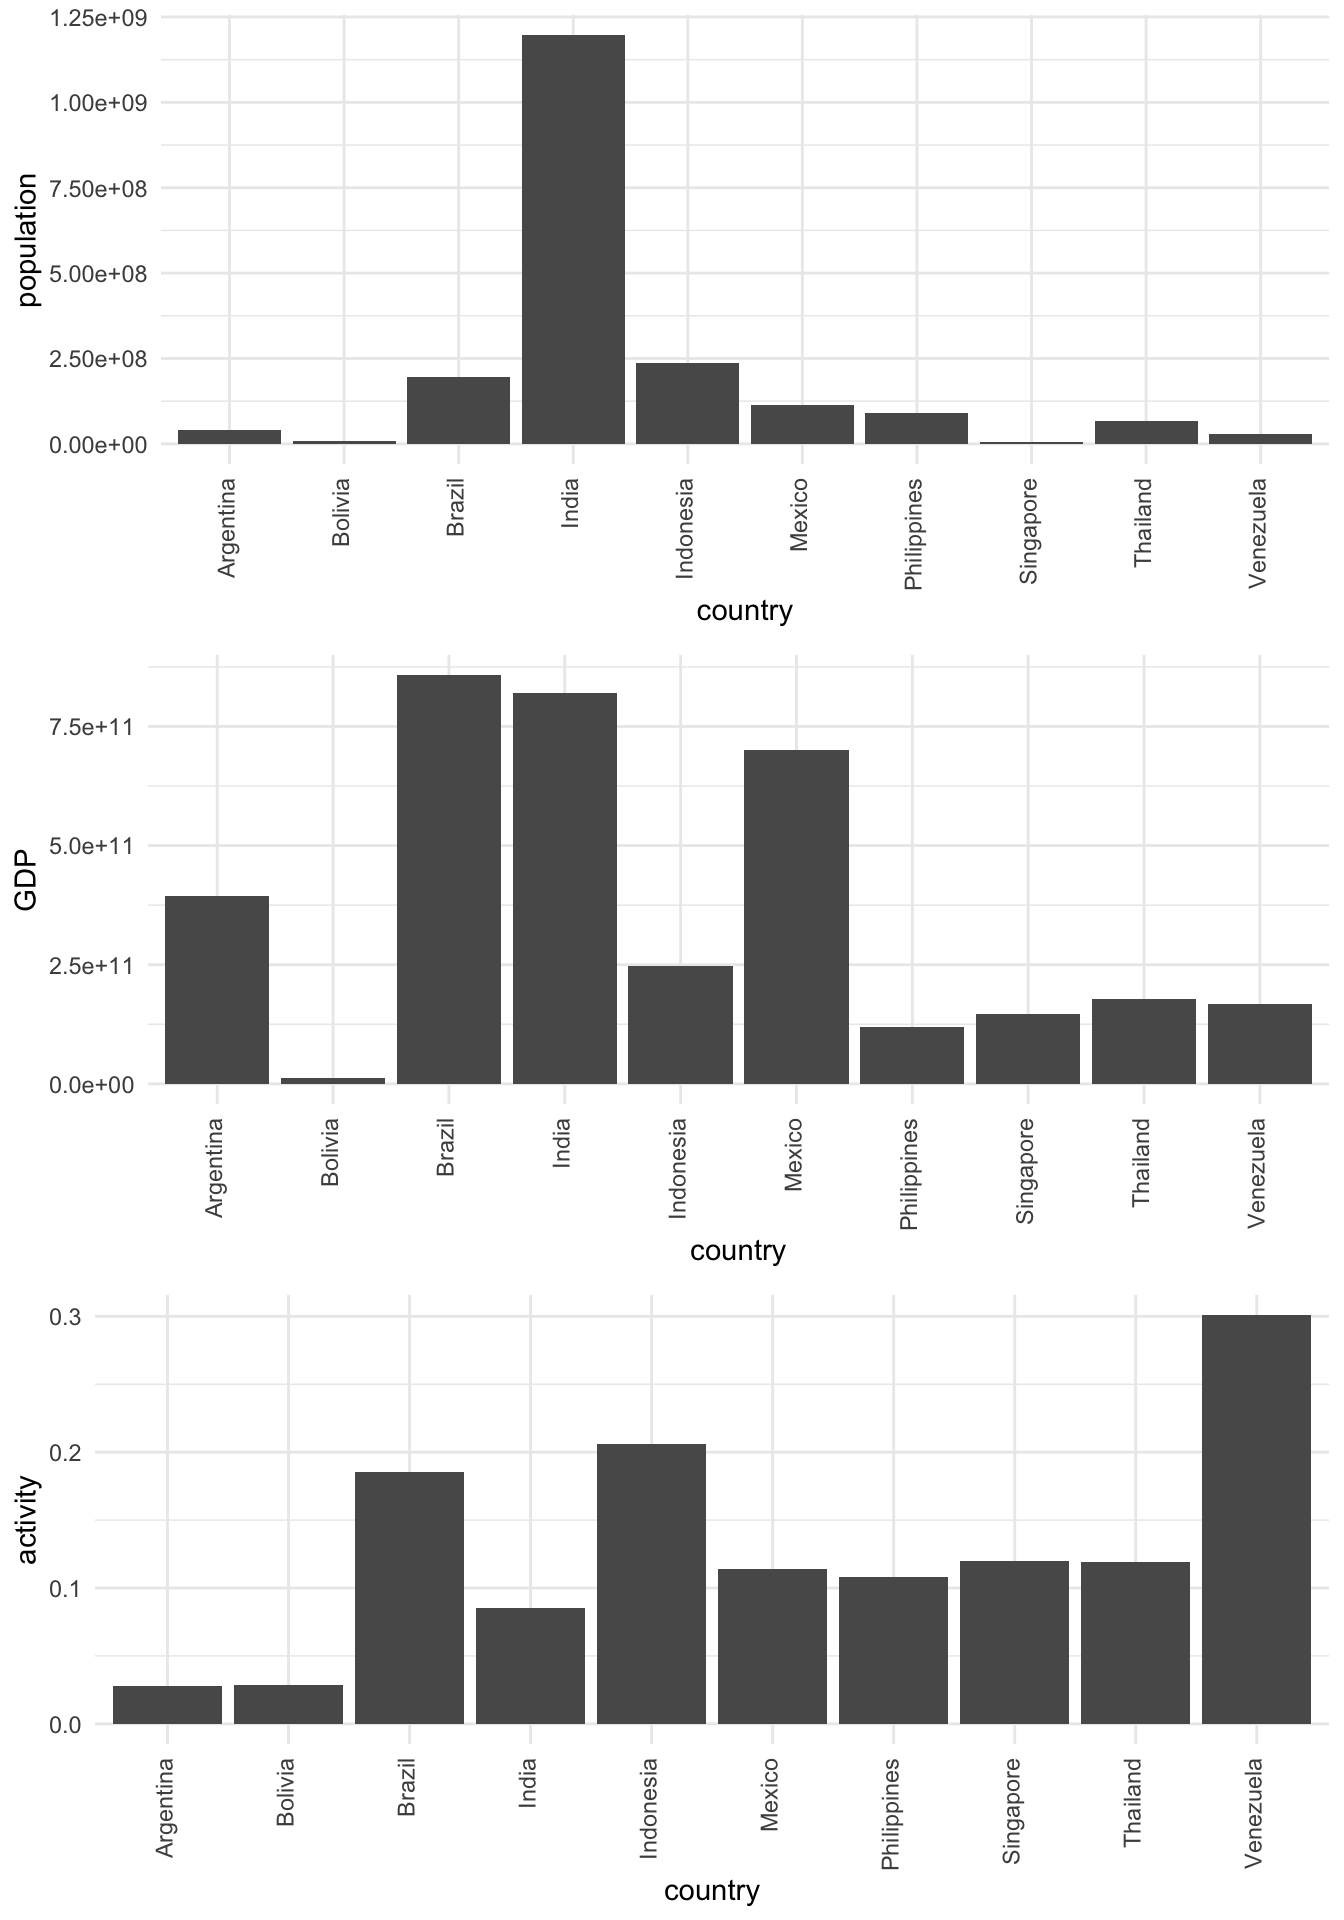 1.25e+09
1.00e+09
7.50e+08
5.00e+08
2.50e+08
0.00e+00
population
Argentina
Bolivia
Brazil
India
Indonesia
Mexico
Philippines
Singapore
Thailand
Venezuela
country
7.5e+11
5.0e+11
2.5e+11
0.0e+00
GDP
Argentina
Bolivia
Brazil
India
Indonesia
Mexico
Philippines
Singapore
Thailand
Venezuela
country
0.3
0.2
0.1
0.0
activity
Argentina
Bolivia
Brazil
India
Indonesia
Mexico
Philippines
Singapore
Thailand
Venezuela
country